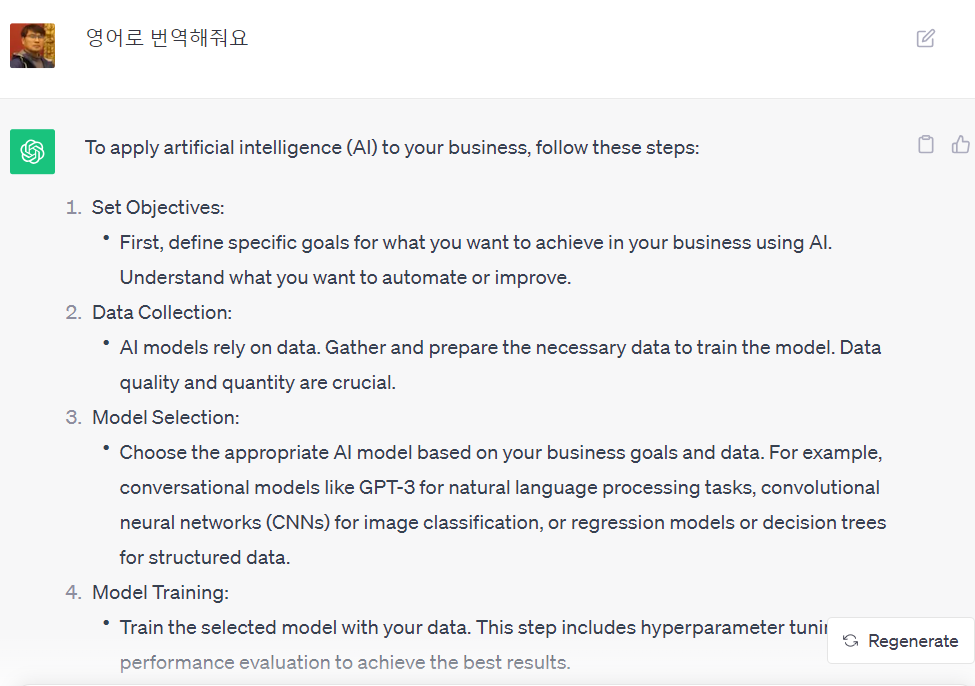 영어로 번역해줘요
To apply artificial intelligence (AI) to your business, follow these steps:
1. Set Objectives:
• First, define specific goals for what you want to achieve in your business using AI.
Understand what you want to automate or improve.
2. Data Collection:
• AI models rely on data. Gather and prepare the necessary data to train the model. Data
quality and quantity are crucial.
3. Model Selection:
• Choose the appropriate AI model based on your business goals and data. For example,
conversational models like GPT-3 for natural language processing tasks, convolutional
neural networks (CNNs) for image classification, or regression models or decision trees
for structured data.
4. Model Training:
• Train the selected model with your data. This step includes hyperparameter
performance evaluation to achieve the best results.
Regenerate